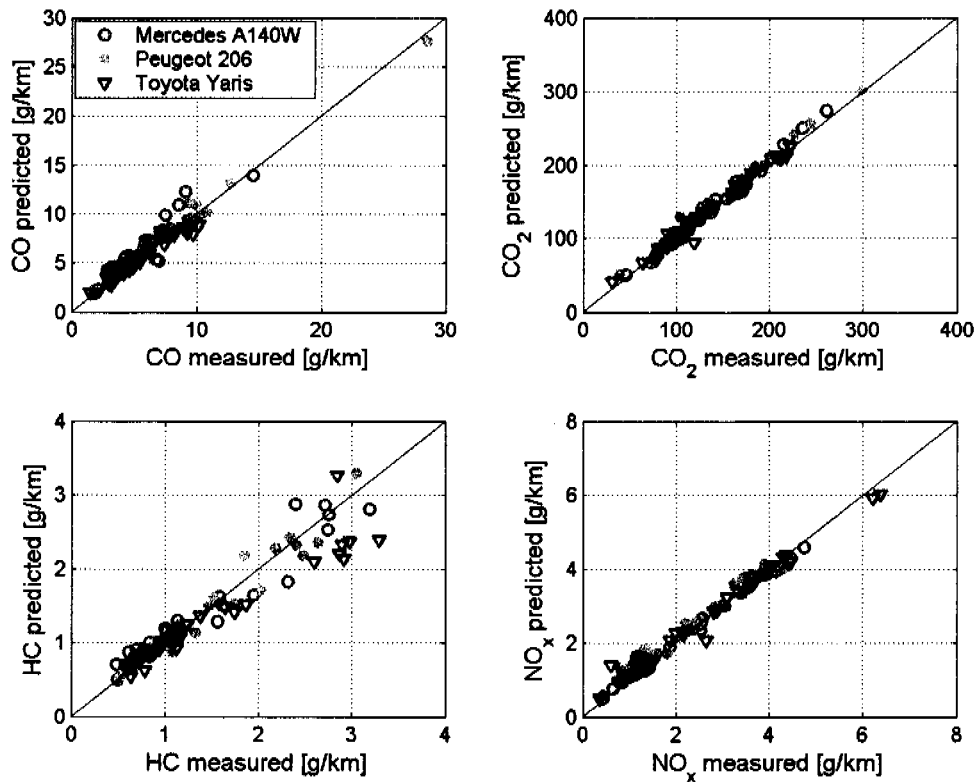 30
25
20
15
10
5
0
CO predicted [g/km]
Mercedes A140W
Peugeot 206
Toyota Yaris
0 10 20 30
CO measured [g/km]
400
300
200
100
0
CO2 predicted [g/km]
0 100 200 300 400
CO2 measured [g/km]
4
3
2
1
0
HC predicted [g/km]
0 1 2 3 4
HC measured [g/km]
8
6
4
2
0
NOx predicted [g/km]
0 2 4 6 8
NOx measured [g/km]